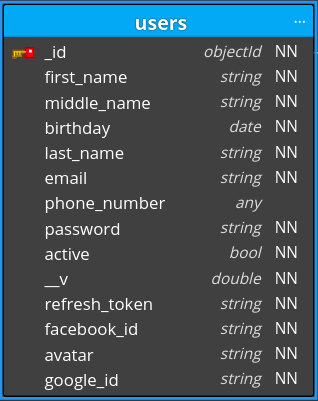 users ...
_id objectId NN
first_name string NN
middle_name string NN
birthday date NN
last_name string NN
email string NN
phone_number any
password string NN
active bool NN
__v double NN
refresh_token string NN
facebook_id string NN
avatar string NN
google_id string NN